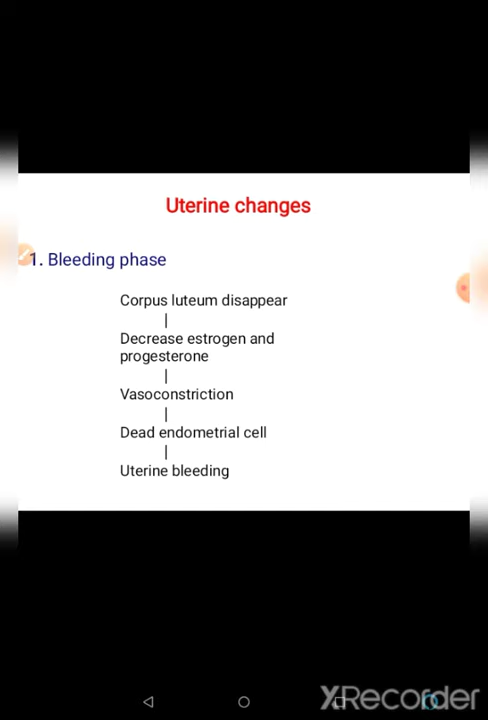 Uterine changes
1. Bleeding phase
Corpus luteum disappear
|
Decrease estrogen and
progesterone
|
Vasoconstriction
|
Dead endometrial cell
|
Uterine bleeding
XRecorder